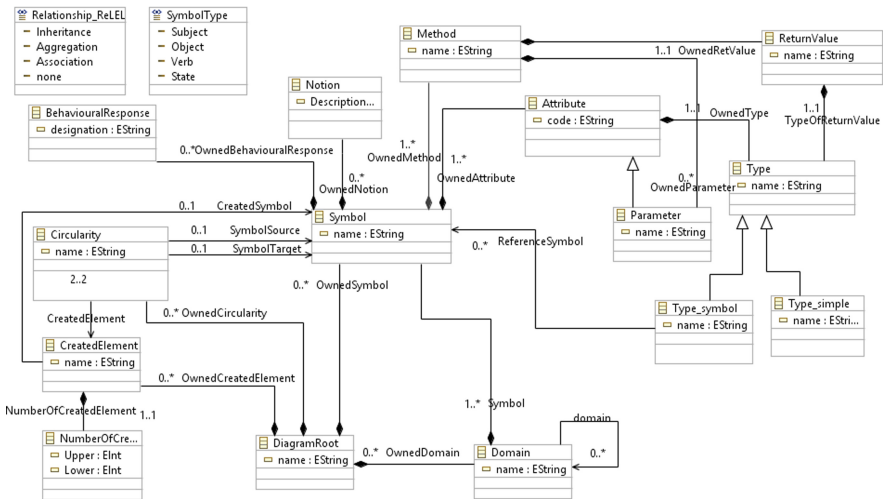 Relationship_ReLEL
Inheritance
Aggregation
Association
none
SymbolType
Subject
Object
Verb
State
Method
name : EString
ReturnValue
name : EString
1..1 OwnedRetValue
BehaviouralResponse
designation : EString
Notion
Description...
Attribute
code : EString
1..1
OwnedType
1..1
TypeOfReturnValue
0..*OwnedBehaviouralResponse
0..*
OwnedNotion
1..*
OwnedMethod
1..*
OwnedAttribute
0..*
OwnedParameter
Type
name : EString
0..1
CreatedSymbol
Symbol
name : EString
Parameter
name : EString
Circularity
name : EString
0..1
SymbolSource
0..1
SymbolTarget
0..*
ReferenceSymbol
2..2
CreatedElement
0..* OwnedSymbol
0..* OwnedCircularity
Type_symbol
name : EString
Type_simple
name : EStri...
CreatedElement
name : EString
0..* OwnedCreatedElement
NumberOfCreatedElement
1..1
1..* Symbol
domain
0..*
NumberOfCre...
Upper : EInt
Lower : EInt
DiagramRoot
name : EString
0..* OwnedDomain
Domain
name : EString